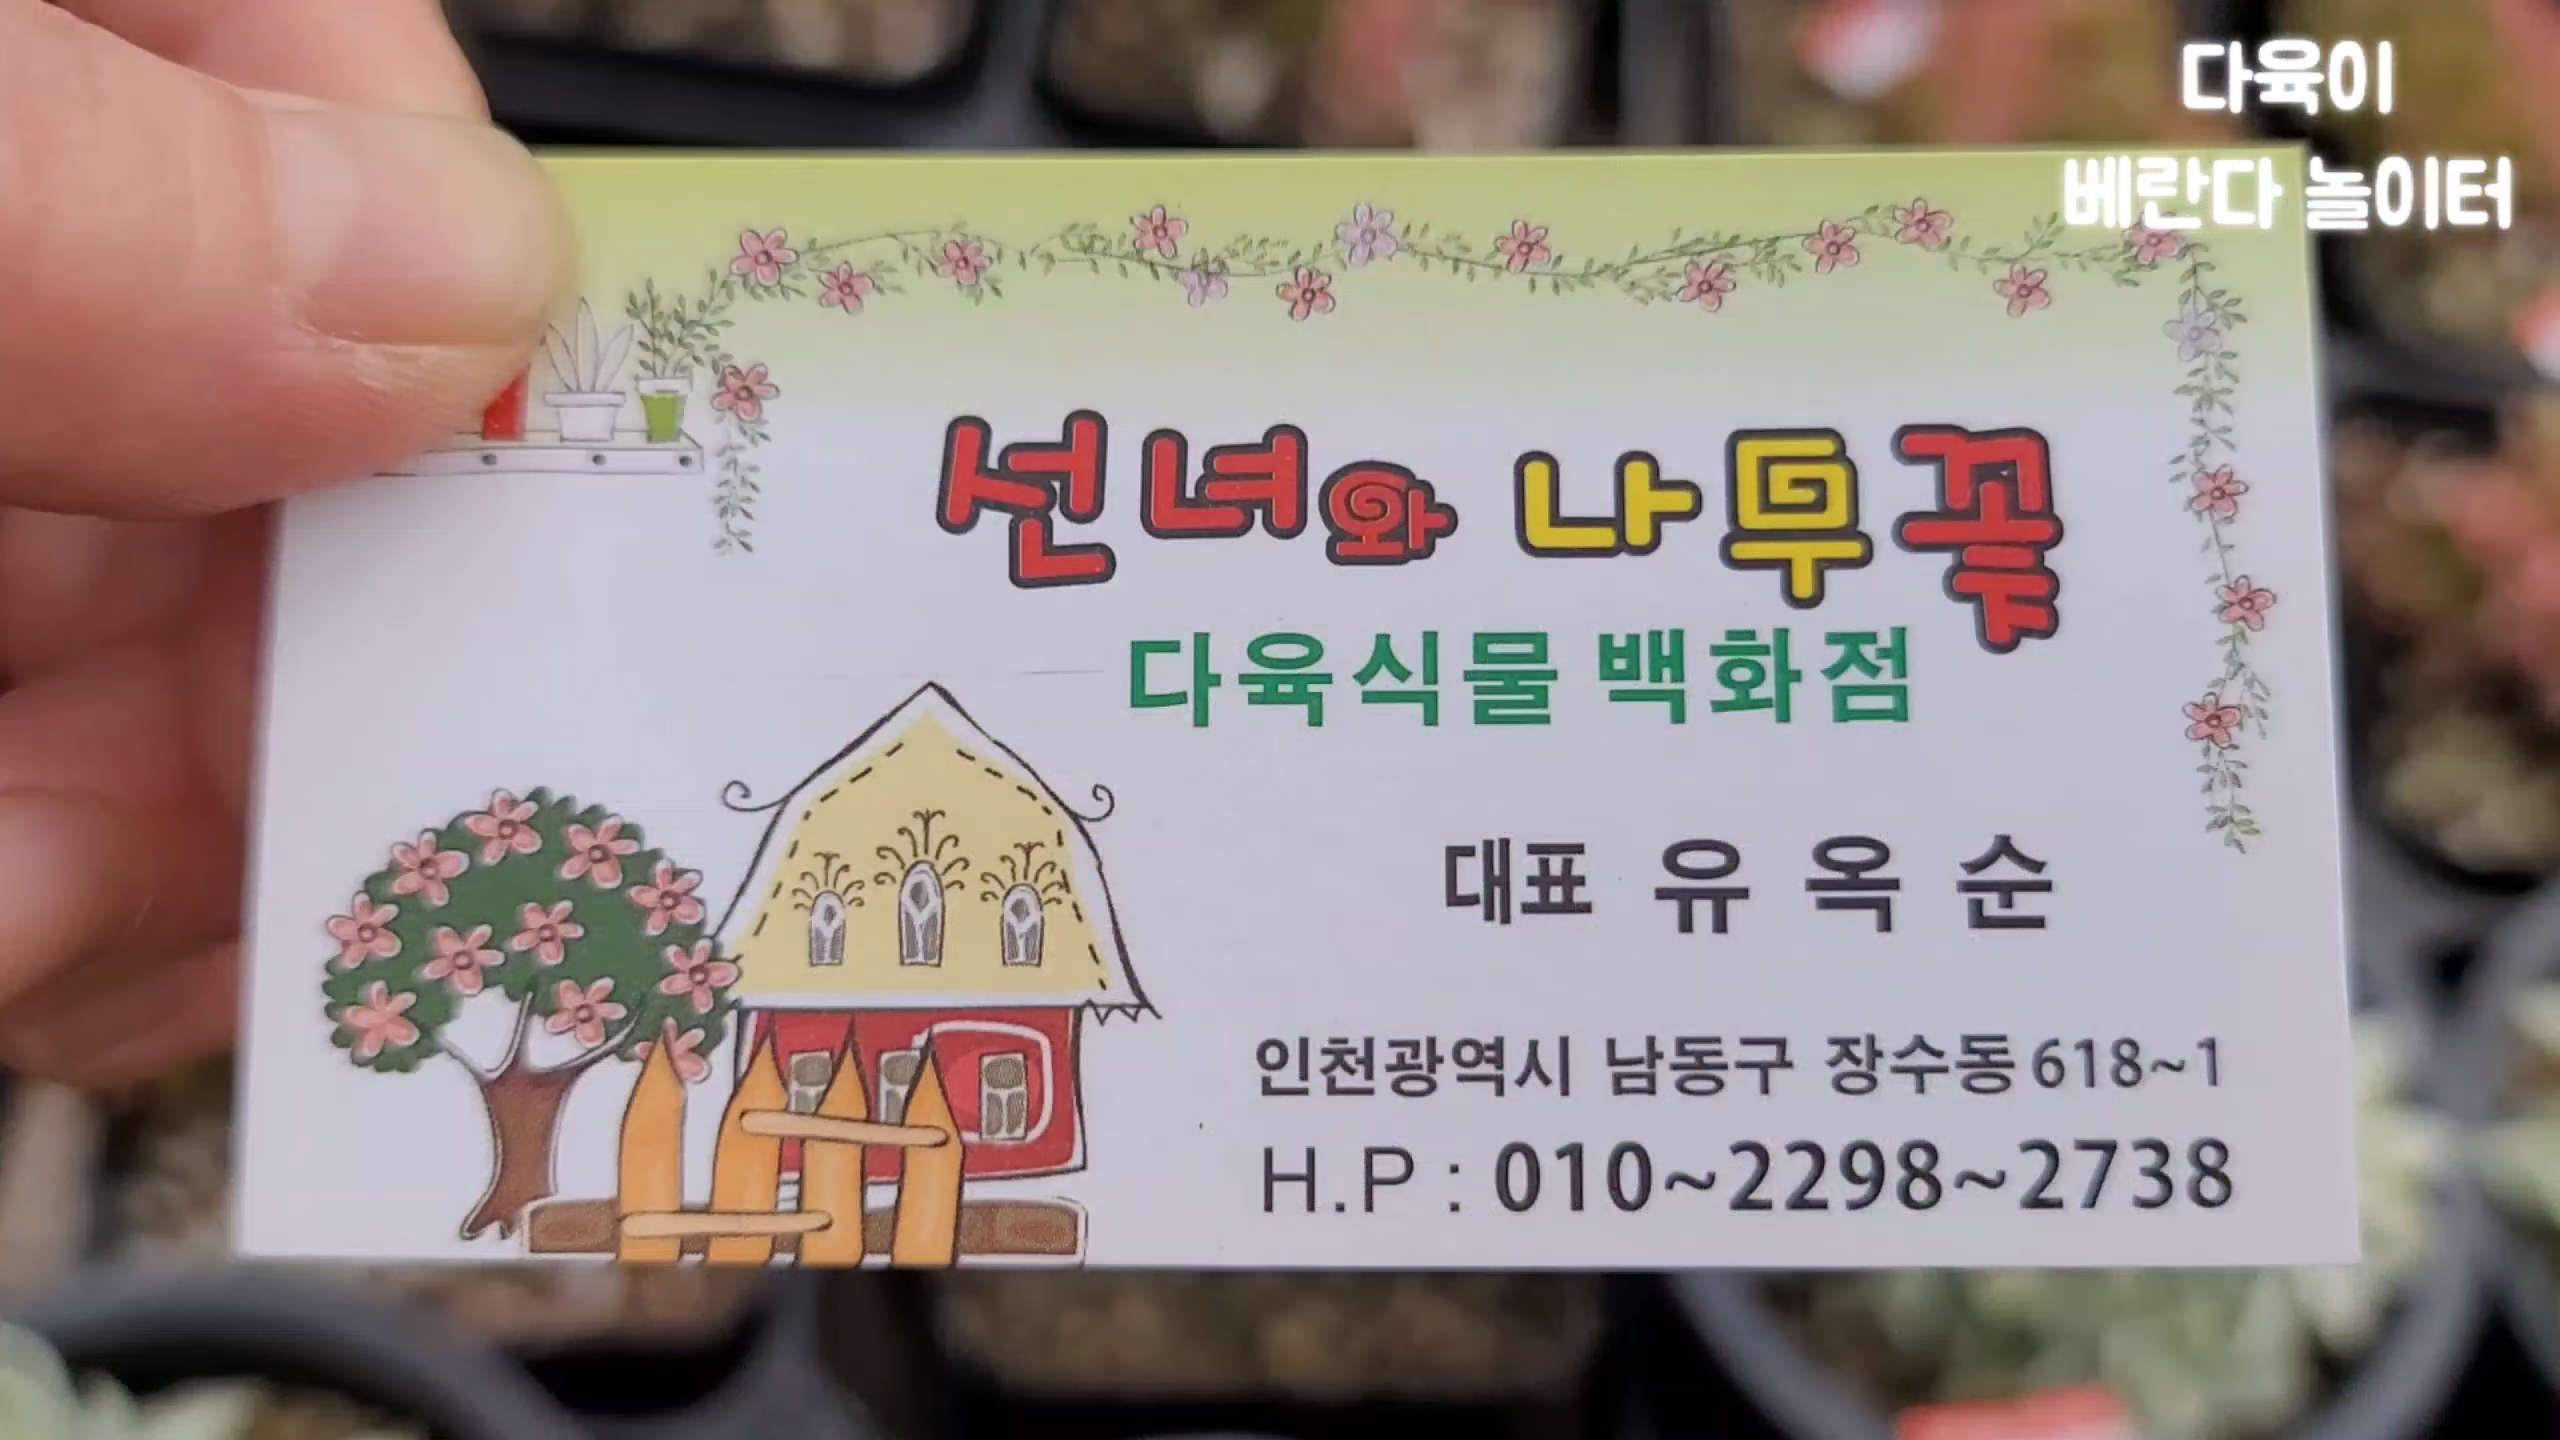 다육이
베란다 놀이터
선녀와 나무꽃
다육식물 백화점
대표 유옥순
인천광역시 남동구 장수동 618~1
H.P : 010~2298~2738